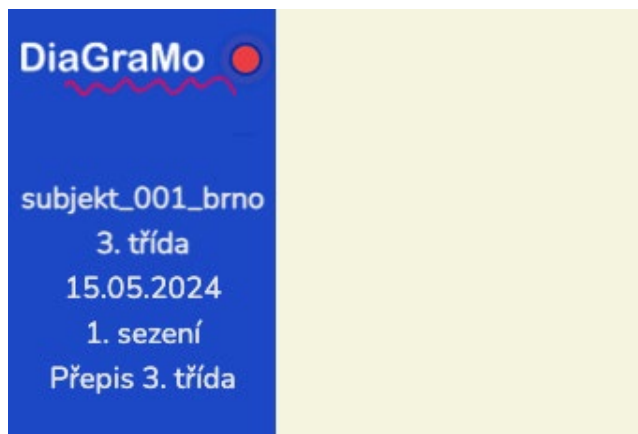 DiaGraMo
subjekt_001_brno
3. třída
15.05.2024
1. sezení
Přepis 3. třída